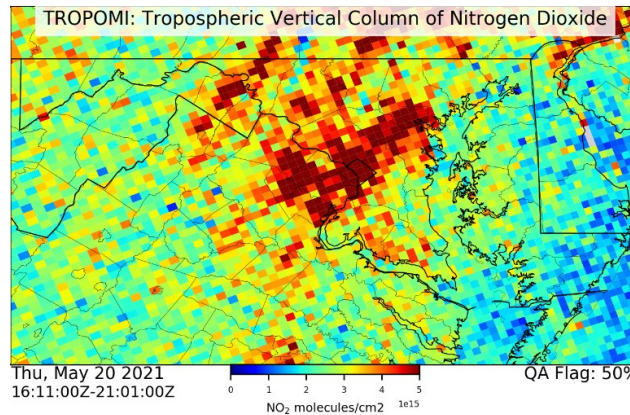 TROPOMI: Tropospheric Vertical Column of Nitrogen Dioxide
Thu, May 20 2021
16:11:00Z-21:01:00Z
QA Flag: 50%
0 1 2 3 4 5
1e15
NO₂ molecules/cm2